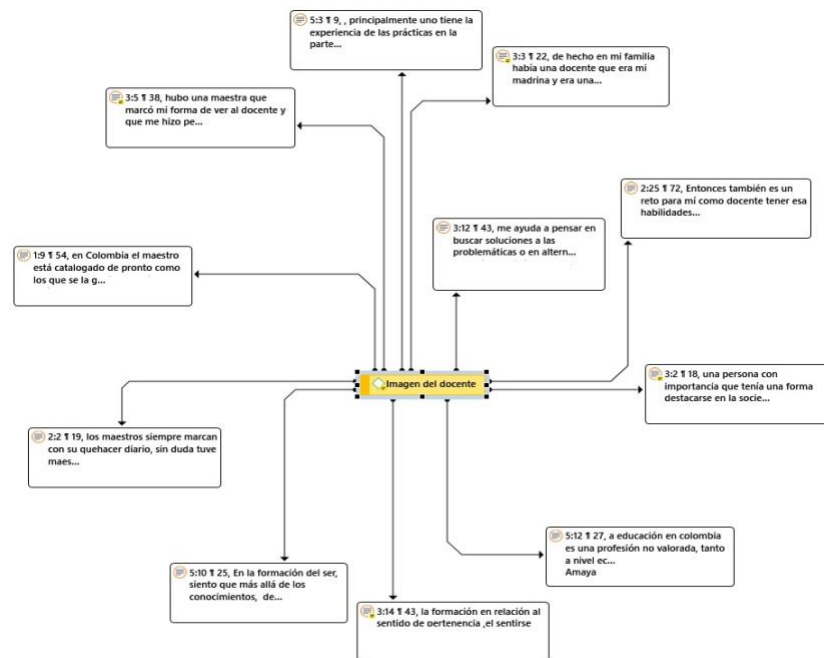 5:3 ¶ 9, , principalmente uno tiene la
experiencia de las prácticas en la
parte...
3:3 ¶ 22, de hecho en mi familia
había una docente que era mi
madrina y era una...
3:5 ¶ 38, hubo una maestra que
marcó mi forma de ver al docente y
que me hizo pe...
2:25 ¶ 72, Entonces también es un
reto para mí como docente tener esa
habilidades...
3:12 ¶ 43, me ayuda a pensar en
buscar soluciones a las
problemáticas o en altern...
1:9 ¶ 54, en Colombia el maestro
está catalogado de pronto como
los que se la g...
Imagen del docente
3:2 ¶ 18, una persona con
importancia que tenía una forma
destacarse en la socie...
2:2 ¶ 19, los maestros siempre marcan
con su quehacer diario, sin duda tuve
maes...
5:12 ¶ 27, a educación en colombia
es una profesión no valorada, tanto
a nivel ec...
Amaya
5:10 ¶ 25, En la formación del ser,
siento que más allá de los
conocimientos, de...
3:14 ¶ 43, la formación en relación al
sentido de pertenencia ,el sentirse